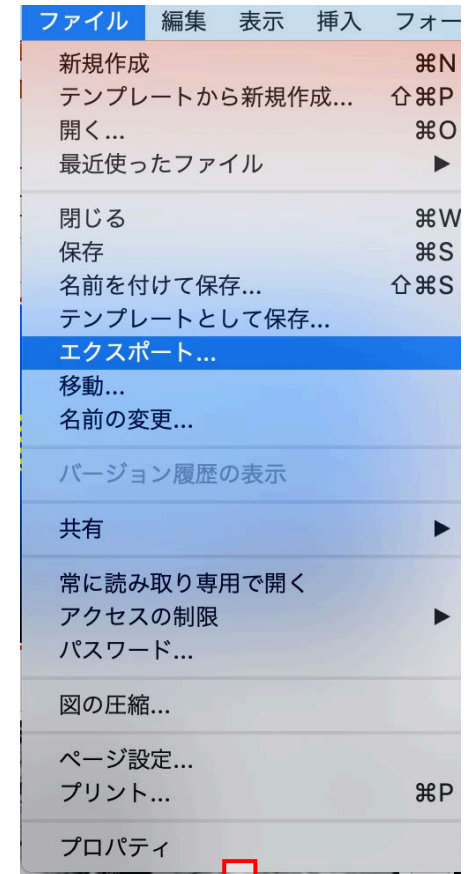 ファイル 編集 表示 挿入 フォー
新規作成 ⌘N
テンプレートから新規作成... ⇧⌘P
開く... ⌘O
最近使ったファイル ▶
閉じる ⌘W
保存 ⌘S
名前を付けて保存... ⇧⌘S
テンプレートとして保存...
エクスポート...
移動...
名前の変更...
バージョン履歴の表示
共有 ▶
常に読み取り専用で開く
アクセスの制限 ▶
パスワード...
図の圧縮...
ページ設定...
プリント... ⌘P
プロパティ